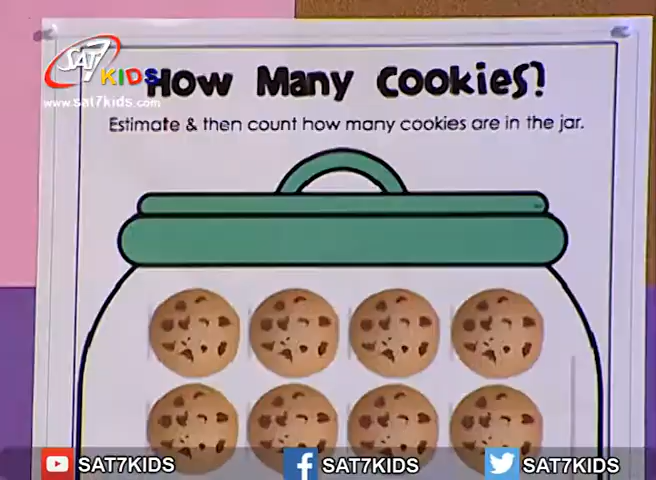 SAT7
KIDS
www.sat7kids.com
How Many Cookies?
Estimate & then count how many cookies are in the jar.
SAT7KIDS
SAT7KIDS
SAT7KIDS